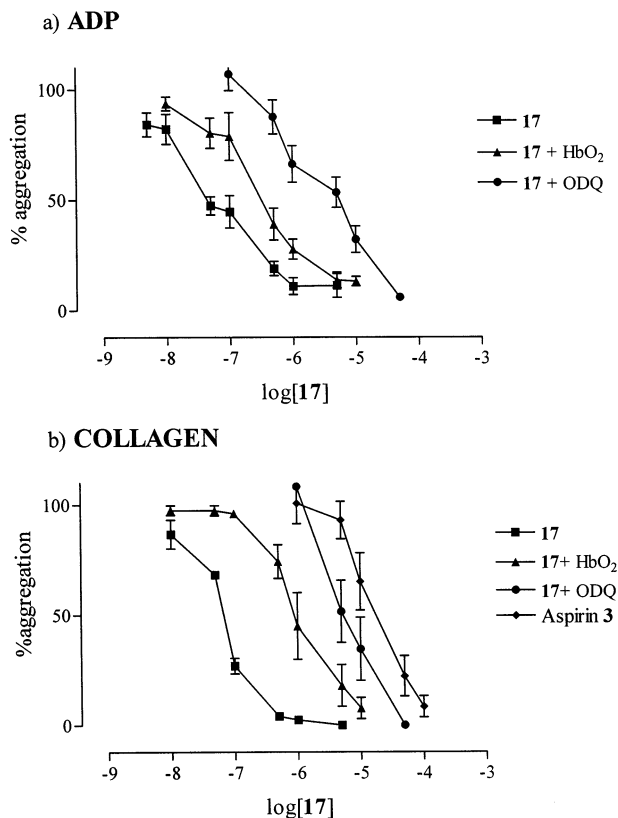 a) ADP
100
50
0
% aggregation
17
17 + HbO₂
17 + ODQ
-9 -8 -7 -6 -5 -4 -3
log[17]
b) COLLAGEN
100
50
0
%aggregation
17
17+ HbO₂
17+ ODQ
Aspirin 3
-9 -8 -7 -6 -5 -4 -3
log[17]